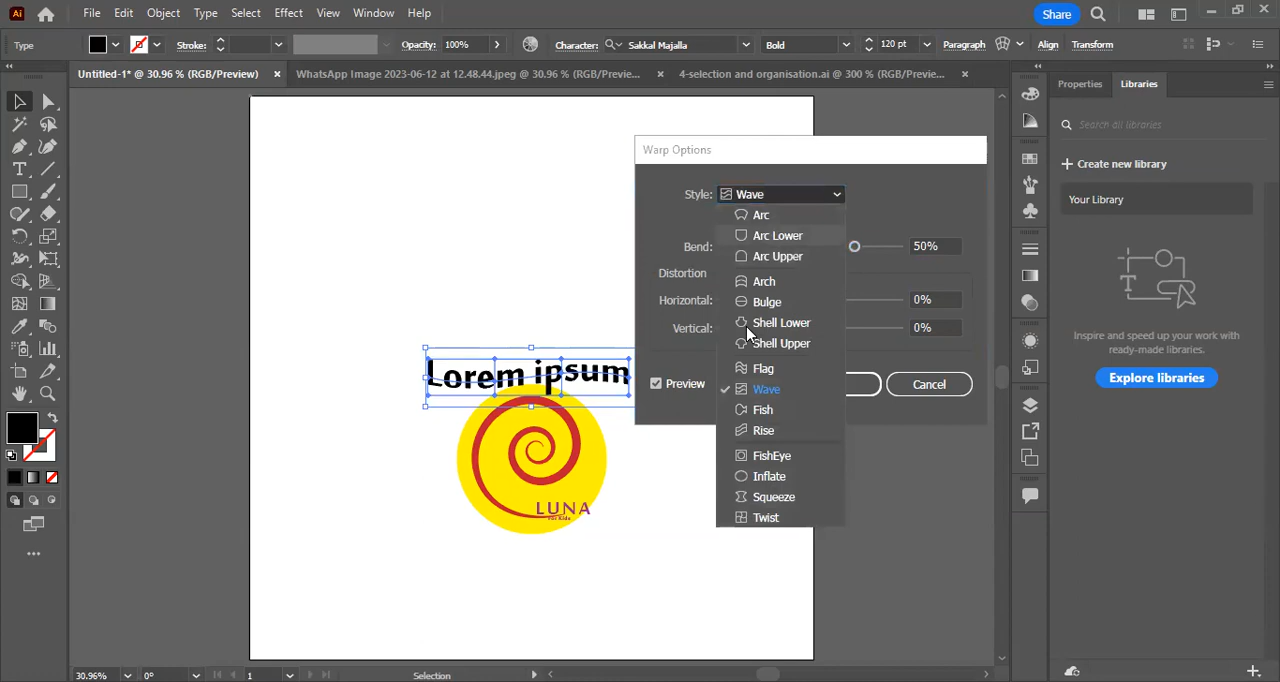 Ai File Edit Object Type Select Effect View Window Help Share
Type Stroke: Opacity: 100% Character: Sakkal Majalla Bold 120 pt Paragraph Align Transform
Untitled-1* @ 30.96 % (RGB/Preview) × WhatsApp Image 2023-06-12 at 12.48.44.jpeg @ 30.96 % (RGB/Previe... × 4-selection and organisation.ai @ 300 % (RGB/Previe... ×
Properties Libraries
Search all libraries
Warp Options
+ Create new library
Style: Wave
Your Library
Arc
Arc Lower
Bend: 50%
Arc Upper
Distortion
Arch
Horizontal: 0%
Bulge
Shell Lower
Vertical: 0%
Shell Upper
Inspire and speed up your work with
ready-made libraries.
Flag
Lorem ipsum
Explore libraries
Preview
Wave
Cancel
Fish
Rise
FishEye
Inflate
Squeeze
LUNA
For Kids
Twist
30.96% 0° 1 Selection